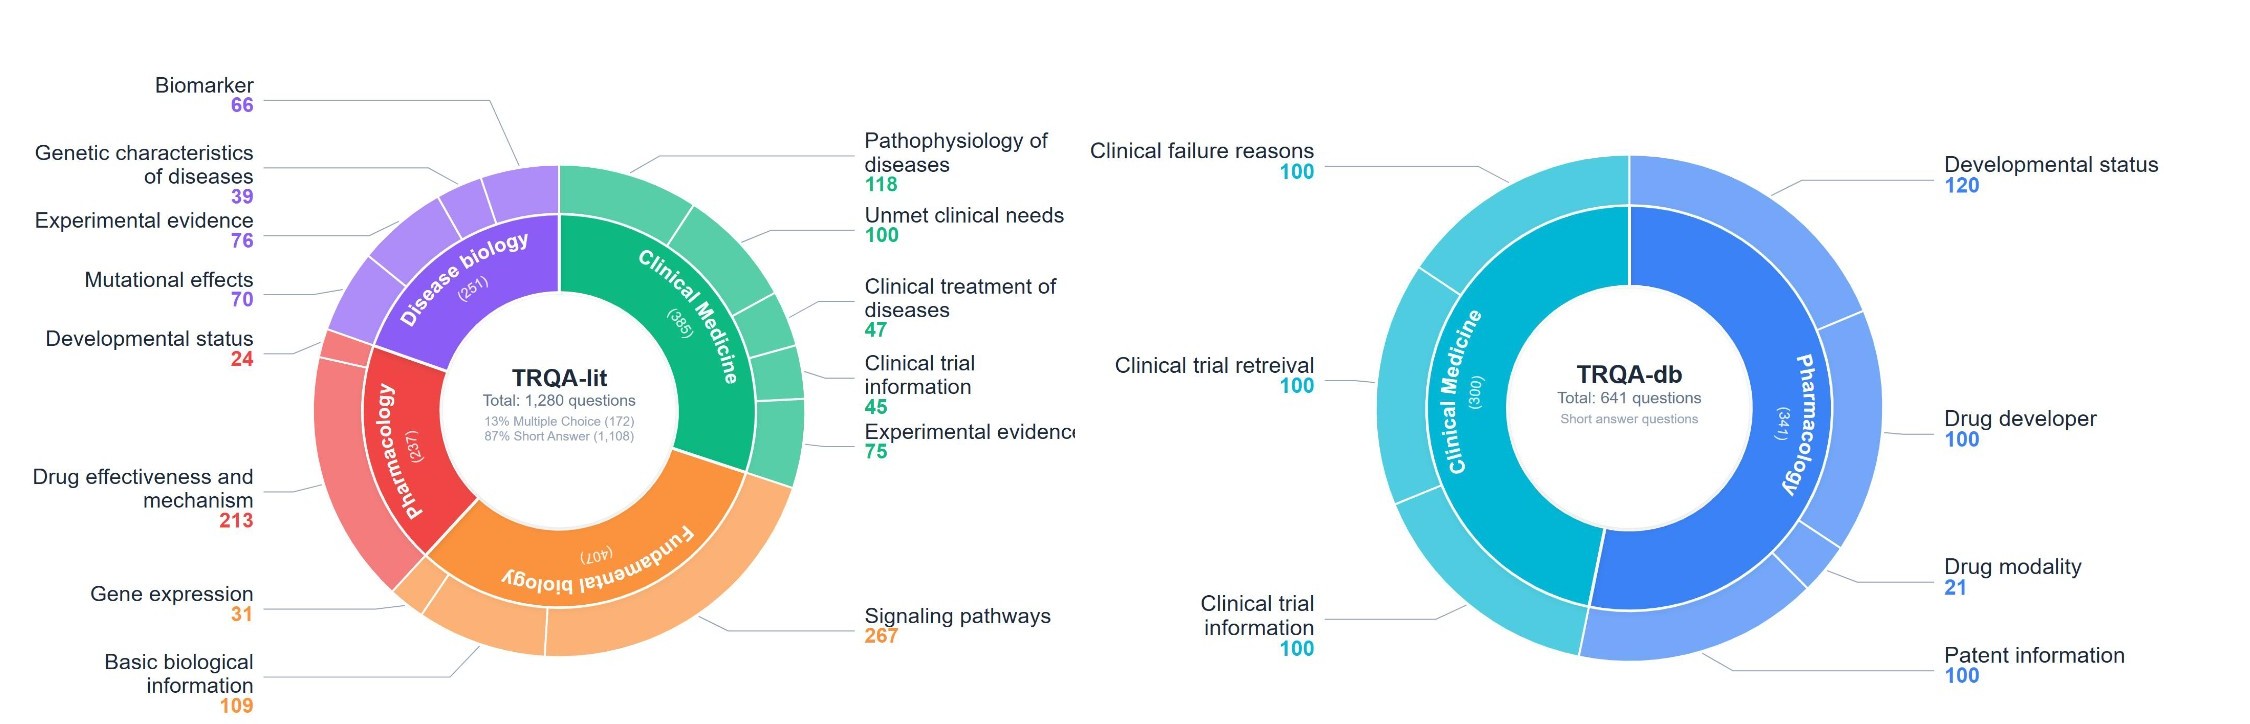 Biomarker
66
Genetic characteristics
of diseases
39
Experimental evidence
76
Mutational effects
70
Developmental status
24
Drug effectiveness and
mechanism
213
Gene expression
31
Basic biological
information
109
Disease biology
(251)
Clinical Medicine
(385)
Pharmacology
(237)
Fundamental biology
(407)
TRQA-lit
Total: 1,280 questions
13% Multiple Choice (172)
87% Short Answer (1,108)
Pathophysiology of
diseases
118
Unmet clinical needs
100
Clinical treatment of
diseases
47
Clinical trial
information
45
Experimental evidenc
75
Signaling pathways
267
Clinical failure reasons
100
Clinical trial retreival
100
Clinical trial
information
100
Clinical Medicine
(300)
Pharmacology
(341)
TRQA-db
Total: 641 questions
Short answer questions
Developmental status
120
Drug developer
100
Drug modality
21
Patent information
100